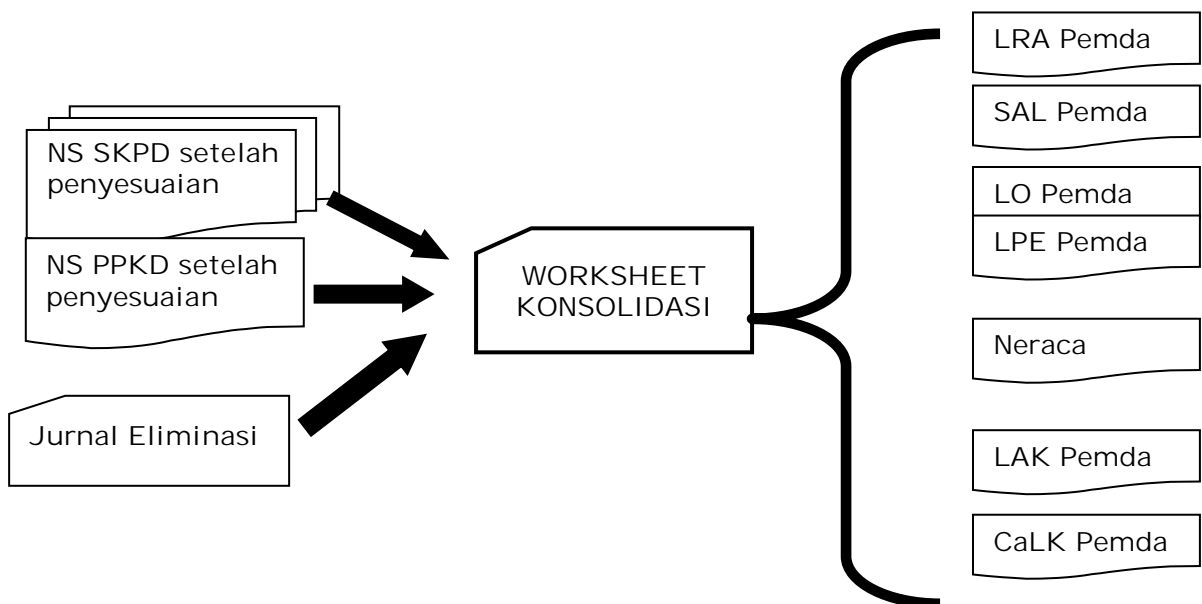 NS SKPD setelah
penyesuaian
NS PPKD setelah
penyesuaian
Jurnal Eliminasi
WORKSHEET
KONSOLIDASI
LRA Pemda
SAL Pemda
LO Pemda
LPE Pemda
Neraca
LAK Pemda
CaLK Pemda